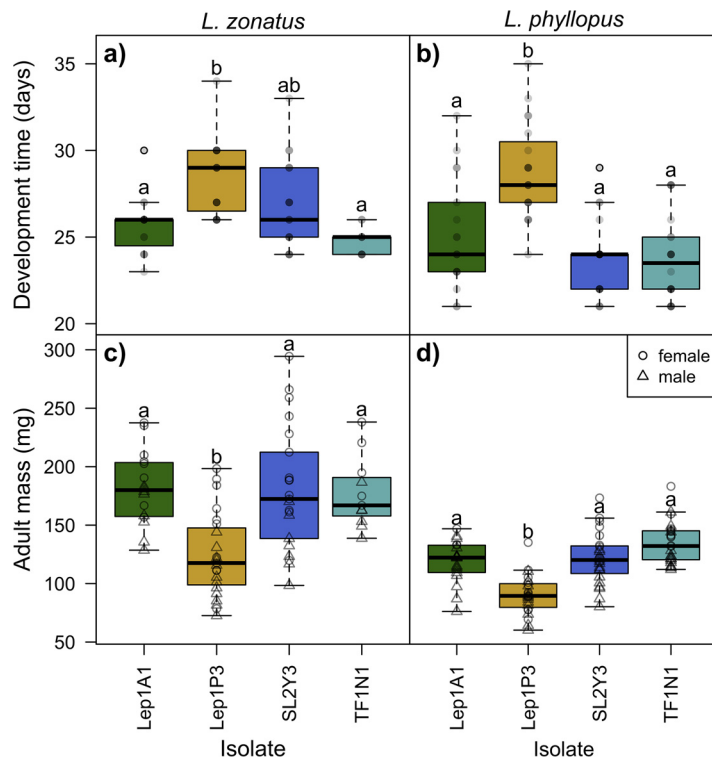 L. zonatus
L. phyllopus
a)
b)
Development time (days)
35
30
25
20
a
b
ab
a
a
b
a
a
c)
d)
Adult mass (mg)
300
250
200
150
100
50
a
b
a
a
a
b
a
a
female
male
Lep1A1
Lep1P3
SL2Y3
TF1N1
Lep1A1
Lep1P3
SL2Y3
TF1N1
Isolate
Isolate